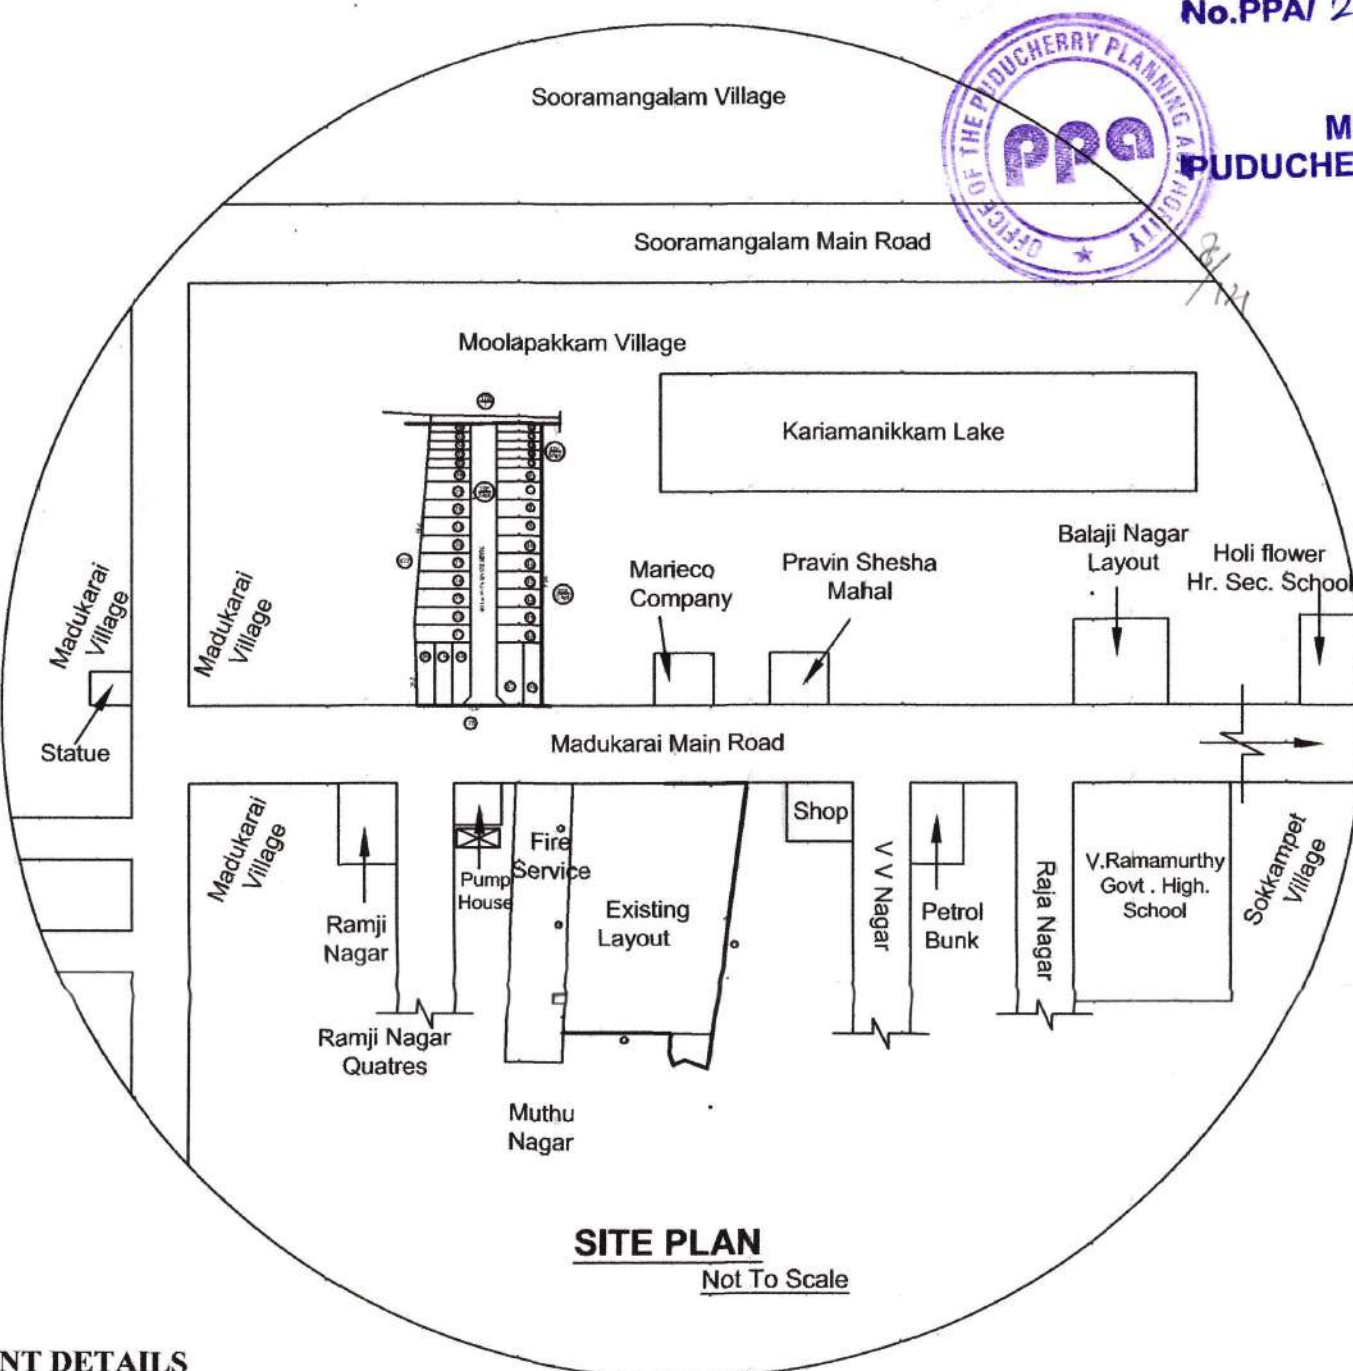 No.PPA/ 2
OFFICE OF THE PUDUCHERRY PLANNING AUTHORITY
ppa
M
PUDUCHE
Sooramangalam Village
Sooramangalam Main Road
Moolapakkam Village
Kariamanikkam Lake
Madukarai
Village
Madukarai
Village
Marieco
Company
Pravin Shesha
Mahal
Balaji Nagar
Layout
Holi flower
Hr. Sec. School
Statue
Madukarai Main Road
Madukarai
Village
Ramji
Nagar
Pump
House
Fire
Service
Existing
Layout
Shop
V V Nagar
Petrol
Bunk
Raja Nagar
V.Ramamurthy
Govt . High.
School
Sokkampet
Village
Ramji Nagar
Quatres
Muthu
Nagar
SITE PLAN
Not To Scale
NT DETAILS